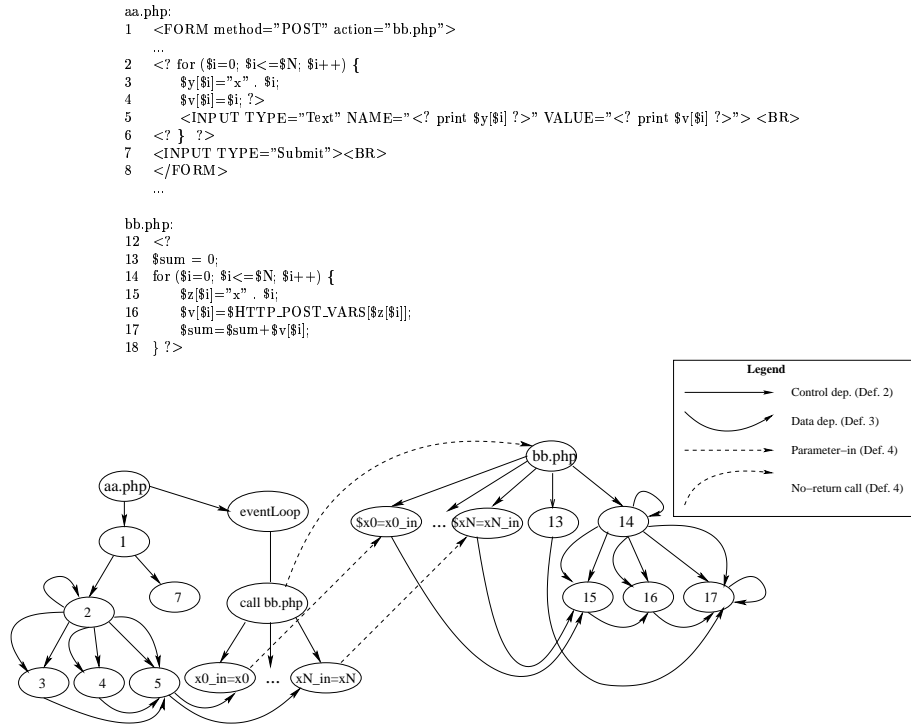 aa.php:
1 <FORM method="POST" action="bb.php">
...
2 <? for ($i=0; $i<=$N; $i++) {
3 $y[$i]="x" . $i;
4 $v[$i]=$i; ?>
5 <INPUT TYPE="Text" NAME="<? print $y[$i] ?>" VALUE="<? print $v[$i] ?>"> <BR>
6 <? } ?>
7 <INPUT TYPE="Submit"><BR>
8 </FORM>
...
bb.php:
12 <?
13 $sum = 0;
14 for ($i=0; $i<=$N; $i++) {
15 $z[$i]="x" . $i;
16 $v[$i]=$HTTP_POST_VARS[$z[$i]];
17 $sum=$sum+$v[$i];
18 } ?>
Legend
Control dep. (Def. 2)
Data dep. (Def. 3)
Parameter-in (Def. 4)
No-return call (Def. 4)
bb.php
aa.php
eventLoop
$x0=x0_in
...
$xN=xN_in
13
14
1
7
call bb.php
15
16
17
2
3
4
5
x0_in=x0
...
xN_in=xN